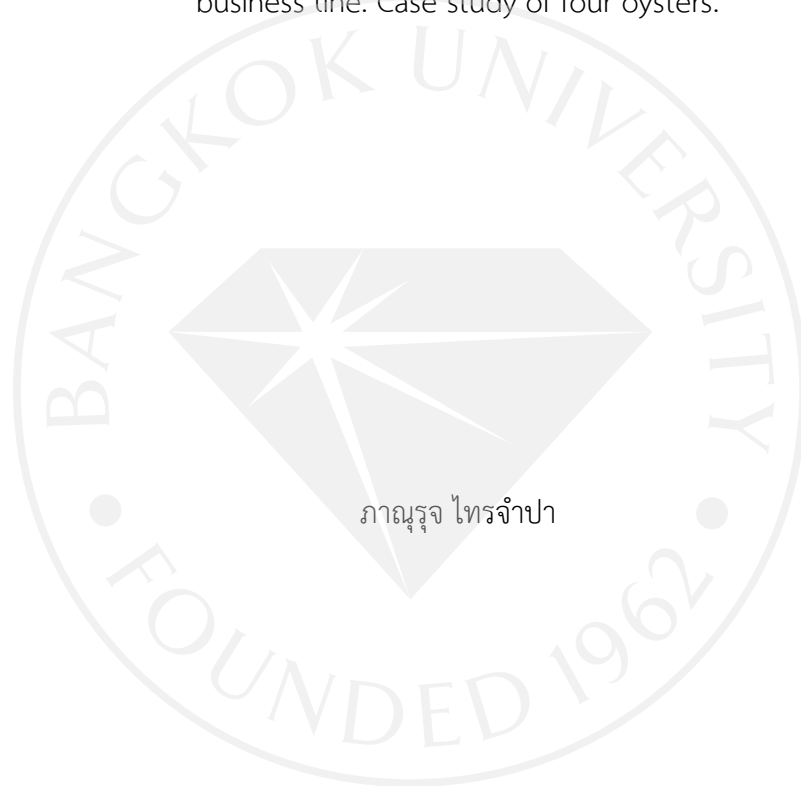 business line. Case study of four oysters.
BANGKOK UNIVERSITY
ภาณุรุจ ไทรจำปา
FOUNDED 1962